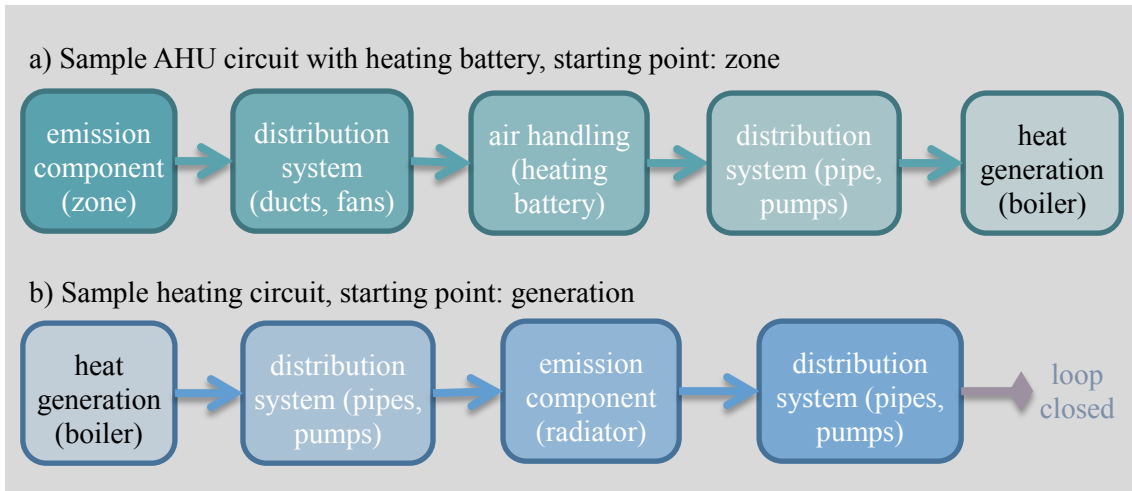 a) Sample AHU circuit with heating battery, starting point: zone
emission
component
(zone)
distribution
system
(ducts, fans)
air handling
(heating
battery)
distribution
system (pipe,
pumps)
heat
generation
(boiler)
b) Sample heating circuit, starting point: generation
heat
generation
(boiler)
distribution
system (pipes,
pumps)
emission
component
(radiator)
distribution
system (pipes,
pumps)
loop
closed